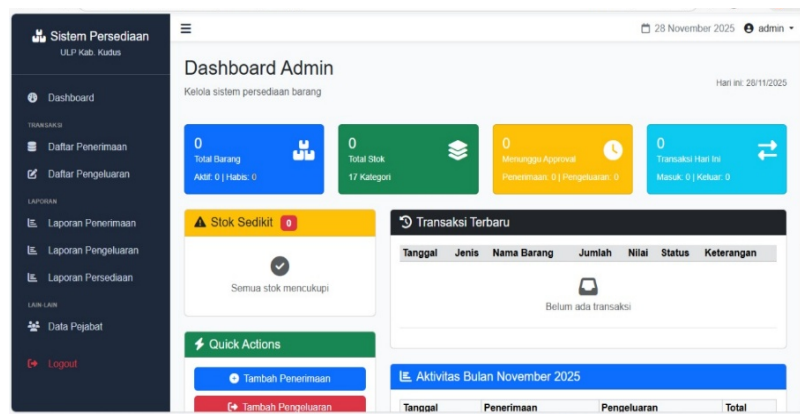 Sistem Persediaan
ULP Kab. Kudus
Dashboard
TRANSAKSI
Daftar Penerimaan
Daftar Pengeluaran
LAPORAN
Laporan Penerimaan
Laporan Pengeluaran
Laporan Persediaan
LAIN-LAIN
Data Pejabat
Logout
28 November 2025 admin
Dashboard Admin
Kelola sistem persediaan barang
Hari ini: 28/11/2025
0
Total Barang
Aktif: 0 | Habis: 0
0
Total Stok
17 Kategori
0
Menunggu Approval
Penerimaan: 0 | Pengeluaran: 0
0
Transaksi Hari Ini
Masuk: 0 | Keluar: 0
Stok Sedikit 0
Semua stok mencukupi
Quick Actions
Tambah Penerimaan
Tambah Pengeluaran
Transaksi Terbaru
Tanggal Jenis Nama Barang Jumlah Nilai Status Keterangan
Belum ada transaksi
Aktivitas Bulan November 2025
Tanggal Penerimaan Pengeluaran Total